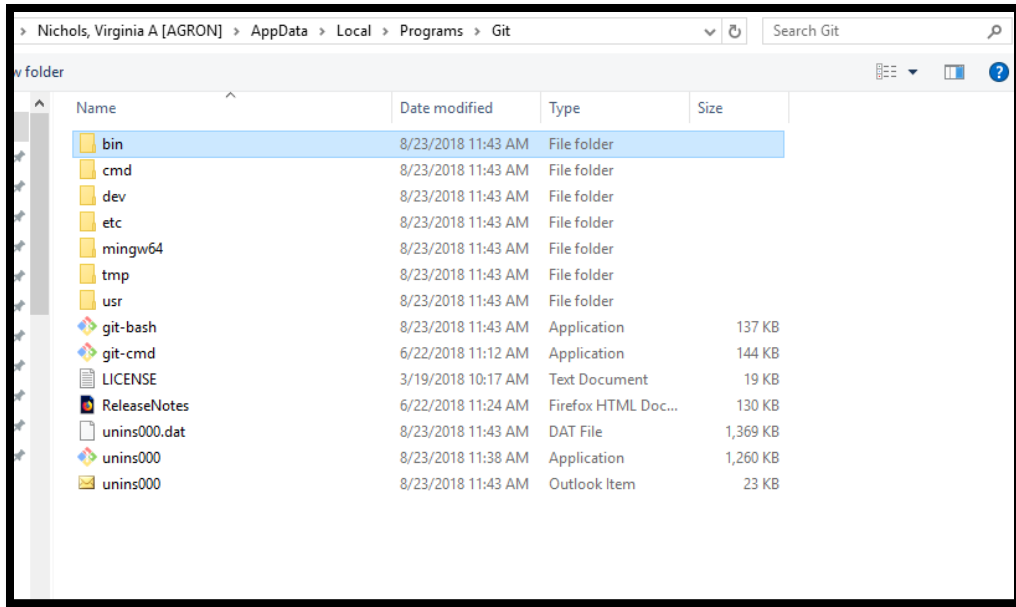 › Nichols, Virginia A [AGRON] › AppData › Local › Programs › Git Search Git
w folder
Name Date modified Type Size
bin 8/23/2018 11:43 AM File folder
cmd 8/23/2018 11:43 AM File folder
dev 8/23/2018 11:43 AM File folder
etc 8/23/2018 11:43 AM File folder
mingw64 8/23/2018 11:43 AM File folder
tmp 8/23/2018 11:43 AM File folder
usr 8/23/2018 11:43 AM File folder
git-bash 8/23/2018 11:43 AM Application 137 KB
git-cmd 6/22/2018 11:12 AM Application 144 KB
LICENSE 3/19/2018 10:17 AM Text Document 19 KB
ReleaseNotes 6/22/2018 11:24 AM Firefox HTML Doc... 130 KB
unins000.dat 8/23/2018 11:43 AM DAT File 1,369 KB
unins000 8/23/2018 11:38 AM Application 1,260 KB
unins000 8/23/2018 11:43 AM Outlook Item 23 KB